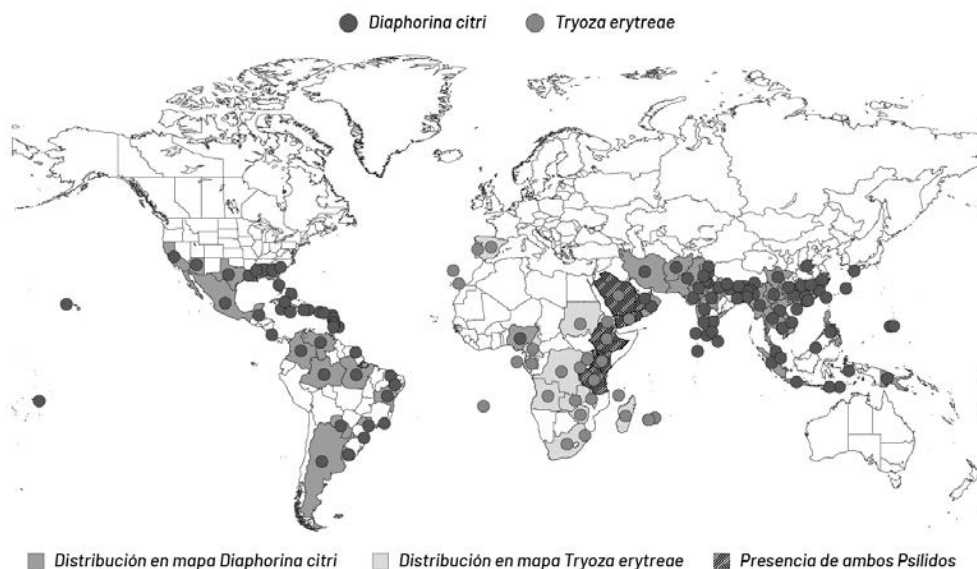 Diaphorina citri Tryoza erytreae
Distribución en mapa Diaphorina citri Distribución en mapa Tryoza erytreae Presencia de ambos Psílidos